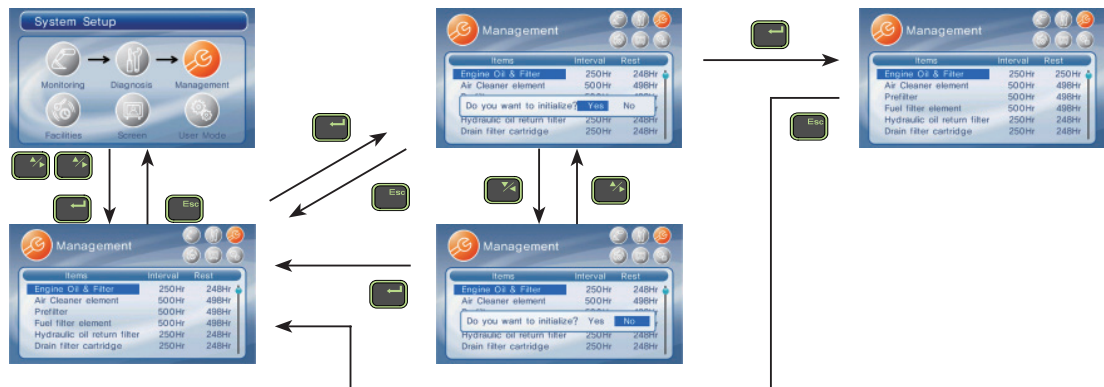 System Setup
Monitoring Diagnosis Management
Facilities Screen User Mode
Esc
Management
Items Interval Rest
Engine Oil & Filter 250Hr 248Hr
Air Cleaner element 500Hr 498Hr
Prefilter 500Hr 498Hr
Fuel filter element 500Hr 498Hr
Hydraulic oil return filter 250Hr 248Hr
Drain filter cartridge 250Hr 248Hr
Esc
Management
Items Interval Rest
Engine Oil & Filter 250Hr 248Hr
Air Cleaner element 500Hr 498Hr
Do you want to initialize? Yes No
Hydraulic oil return filter 250Hr 248Hr
Drain filter cartridge 250Hr 248Hr
Management
Items Interval Rest
Engine Oil & Filter 250Hr 248Hr
Air Cleaner element 500Hr 498Hr
Do you want to initialize? Yes No
Hydraulic oil return filter 250Hr 248Hr
Drain filter cartridge 250Hr 248Hr
Esc
Management
Items Interval Rest
Engine Oil & Filter 250Hr 250Hr
Air Cleaner element 500Hr 498Hr
Prefilter 500Hr 498Hr
Fuel filter element 500Hr 498Hr
Hydraulic oil return filter 250Hr 248Hr
Drain filter cartridge 250Hr 248Hr